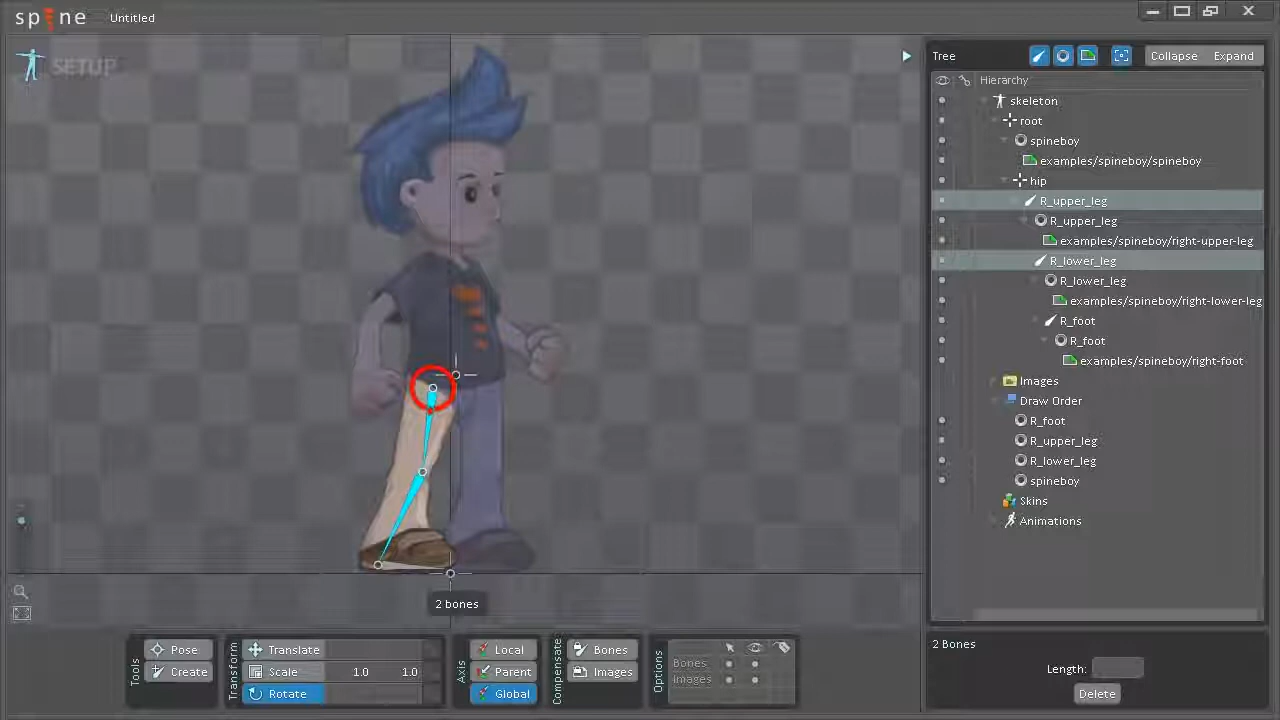 spine Untitled
SETUP
Tree Collapse Expand
Hierarchy
skeleton
root
spineboy
examples/spineboy/spineboy
hip
R_upper_leg
R_upper_leg
examples/spineboy/right-upper-leg
R_lower_leg
R_lower_leg
examples/spineboy/right-lower-leg
R_foot
R_foot
examples/spineboy/right-foot
Images
Draw Order
R_foot
R_upper_leg
R_lower_leg
spineboy
Skins
Animations
2 bones
Tools
Pose
Create
Transform
Translate
Scale 1.0 1.0
Rotate
Axis
Local
Parent
Global
Compensate
Bones
Images
Options
Bones
Images
2 Bones
Length:
Delete